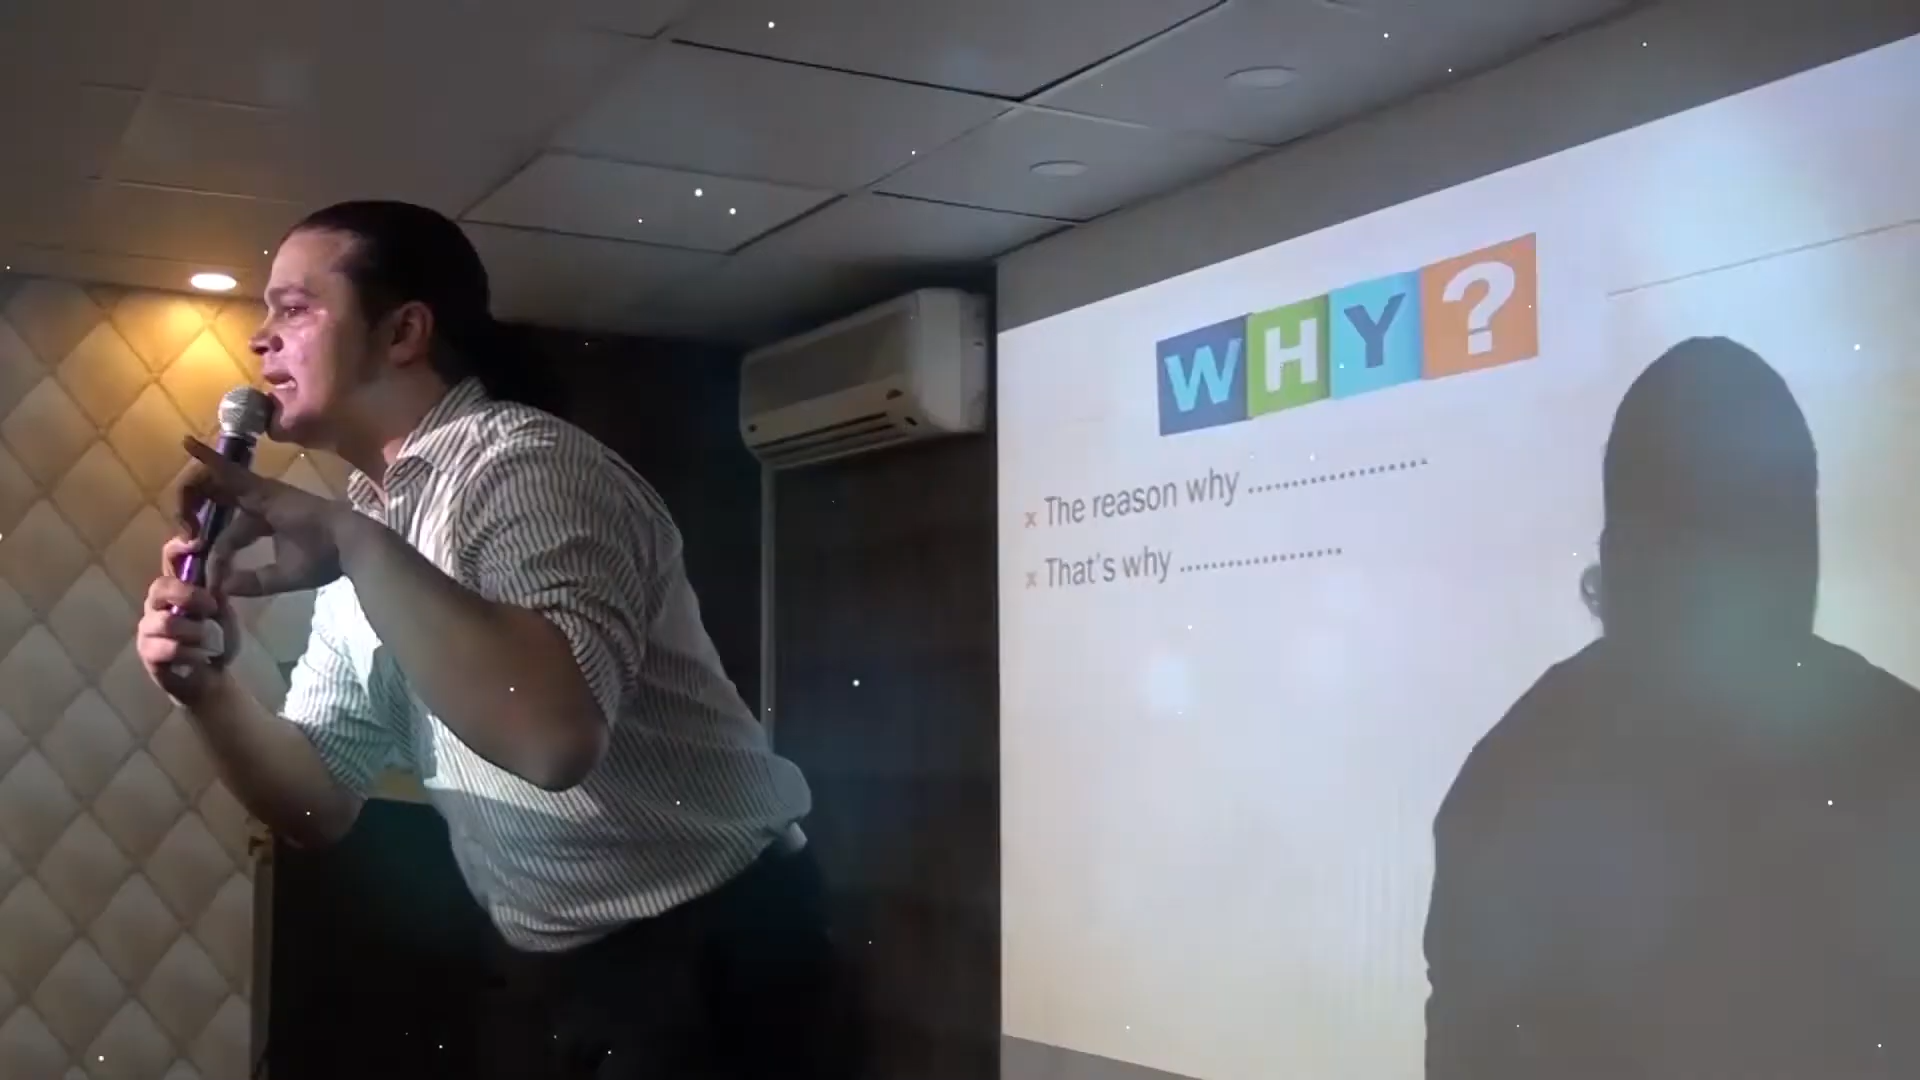 WHY?
x The reason why ....................
x That's why ..................